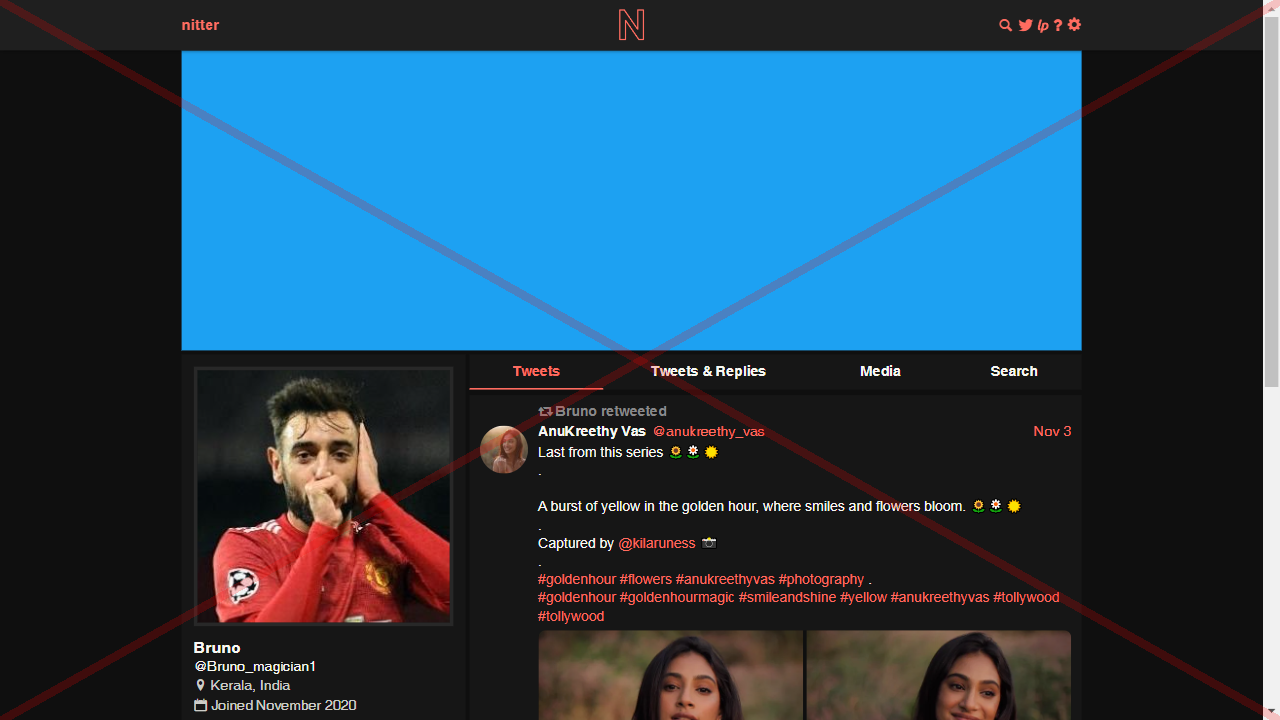 nitter
N
lp ?
Tweets
Tweets & Replies
Media
Search
Bruno retweeted
AnuKreethy Vas @anukreethy_vas
Nov 3
Last from this series 🌻🌼🌞
.
A burst of yellow in the golden hour, where smiles and flowers bloom. 🌻🌼🌞
.
Captured by @kilaruness 📸
.
#goldenhour #flowers #anukreethyvas #photography .
#goldenhour #goldenhourmagic #smileandshine #yellow #anukreethyvas #tollywood
#tollywood
Bruno
@Bruno_magician1
Kerala, India
Joined November 2020